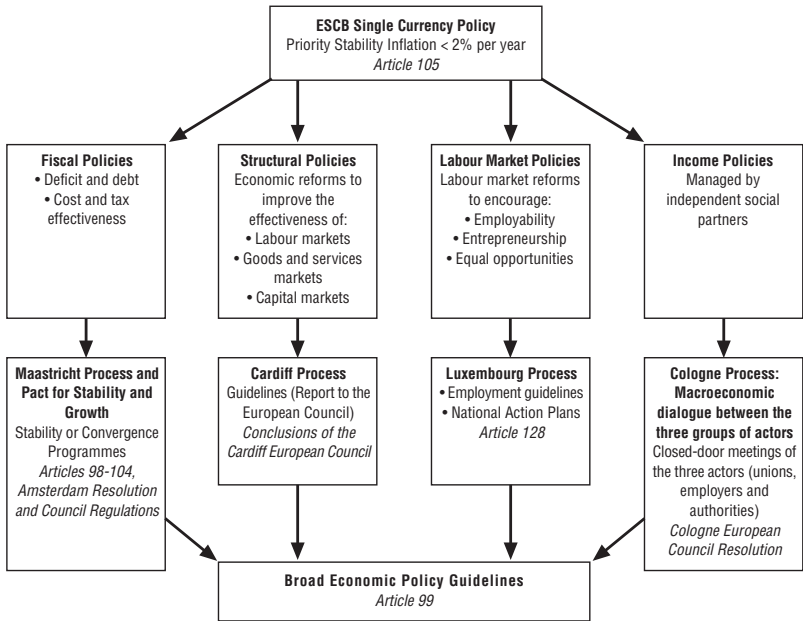 ESCB Single Currency Policy
Priority Stability Inflation < 2% per year
Article 105
Fiscal Policies
• Deficit and debt
• Cost and tax
effectiveness
Structural Policies
Economic reforms to
improve the
effectiveness of:
• Labour markets
• Goods and services
markets
• Capital markets
Labour Market Policies
Labour market reforms
to encourage:
• Employability
• Entrepreneurship
• Equal opportunities
Income Policies
Managed by
independent social
partners
Maastricht Process and
Pact for Stability and
Growth
Stability or Convergence
Programmes
Articles 98-104,
Amsterdam Resolution
and Council Regulations
Cardiff Process
Guidelines (Report to the
European Council)
Conclusions of the
Cardiff European Council
Luxembourg Process
• Employment guidelines
• National Action Plans
Article 128
Cologne Process:
Macroeconomic
dialogue between the
three groups of actors
Closed-door meetings of
the three actors (unions,
employers and
authorities)
Cologne European
Council Resolution
Broad Economic Policy Guidelines
Article 99